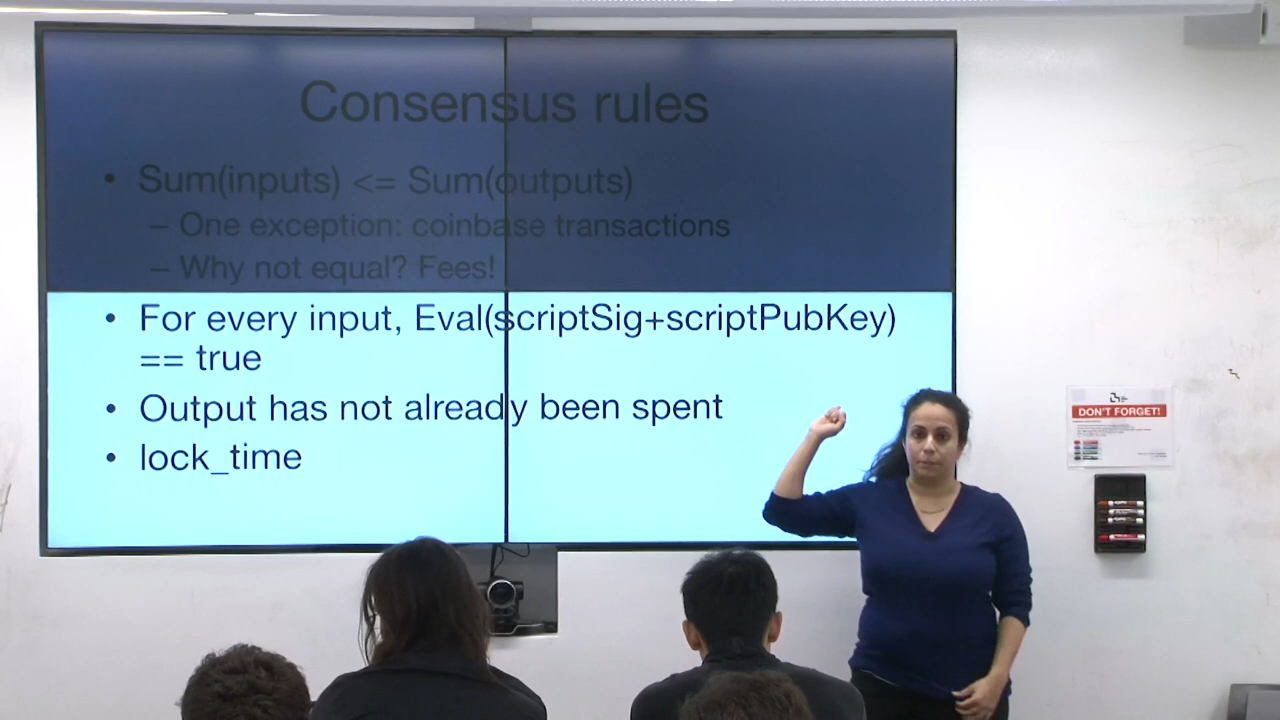 Consensus rules
• Sum(inputs) <= Sum(outputs)
– One exception: coinbase transactions
– Why not equal? Fees!
• For every input, Eval(scriptSig+scriptPubKey)
== true
• Output has not already been spent
• lock_time
DON'T FORGET!